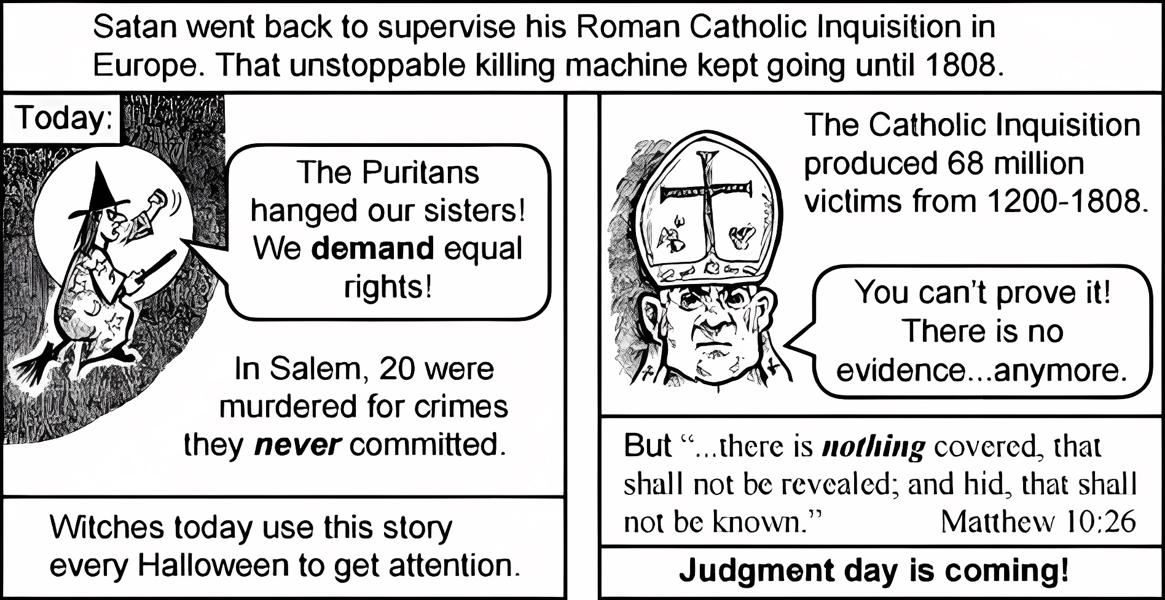 Satan went back to supervise his Roman Catholic Inquisition in
Europe. That unstoppable killing machine kept going until 1808.
Today:
The Puritans
hanged our sisters!
We demand equal
rights!
In Salem, 20 were
murdered for crimes
they never committed.
Witches today use this story
every Halloween to get attention.
The Catholic Inquisition
produced 68 million
victims from 1200-1808.
You can't prove it!
There is no
evidence...anymore.
But “...there is nothing covered, that
shall not be revealed; and hid, that shall
not be known.” Matthew 10:26
Judgment day is coming!